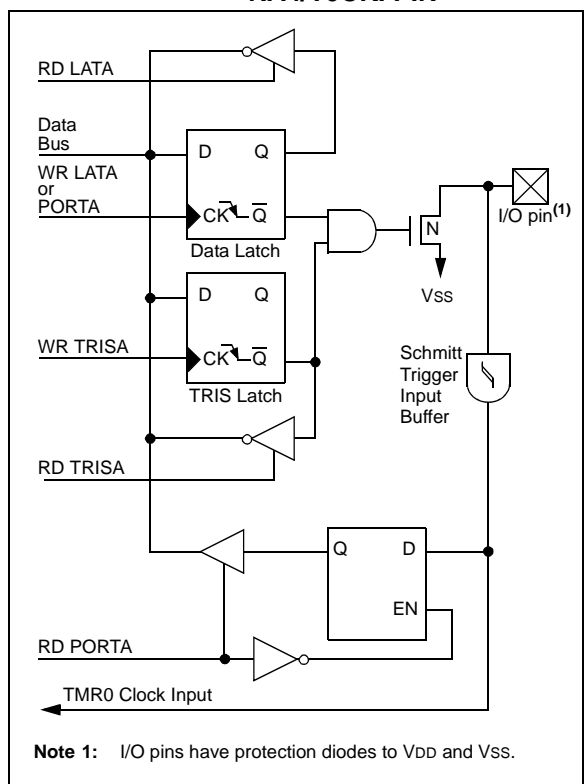 RD LATA
Data
Bus
WR LATA
or
PORTA
D Q
CK Q
Data Latch
N
I/O pin(1)
VSS
D Q
CK Q
TRIS Latch
WR TRISA
Schmitt
Trigger
Input
Buffer
RD TRISA
Q D
EN
RD PORTA
TMR0 Clock Input
Note 1: I/O pins have protection diodes to VDD and VSS.